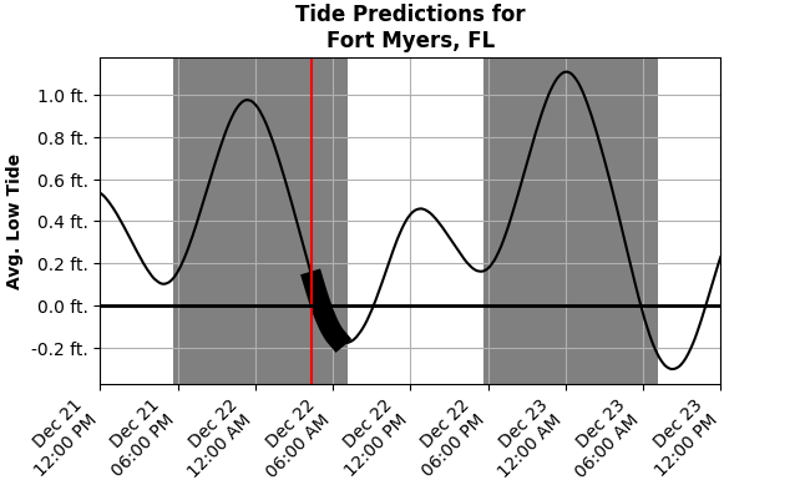 Tide Predictions for
Fort Myers, FL
Avg. Low Tide
1.0 ft.
0.8 ft.
0.6 ft.
0.4 ft.
0.2 ft.
0.0 ft.
-0.2 ft.
Dec 21
12:00 PM
Dec 21
06:00 PM
Dec 22
12:00 AM
Dec 22
06:00 AM
Dec 22
12:00 PM
Dec 22
06:00 PM
Dec 23
12:00 AM
Dec 23
06:00 AM
Dec 23
12:00 PM